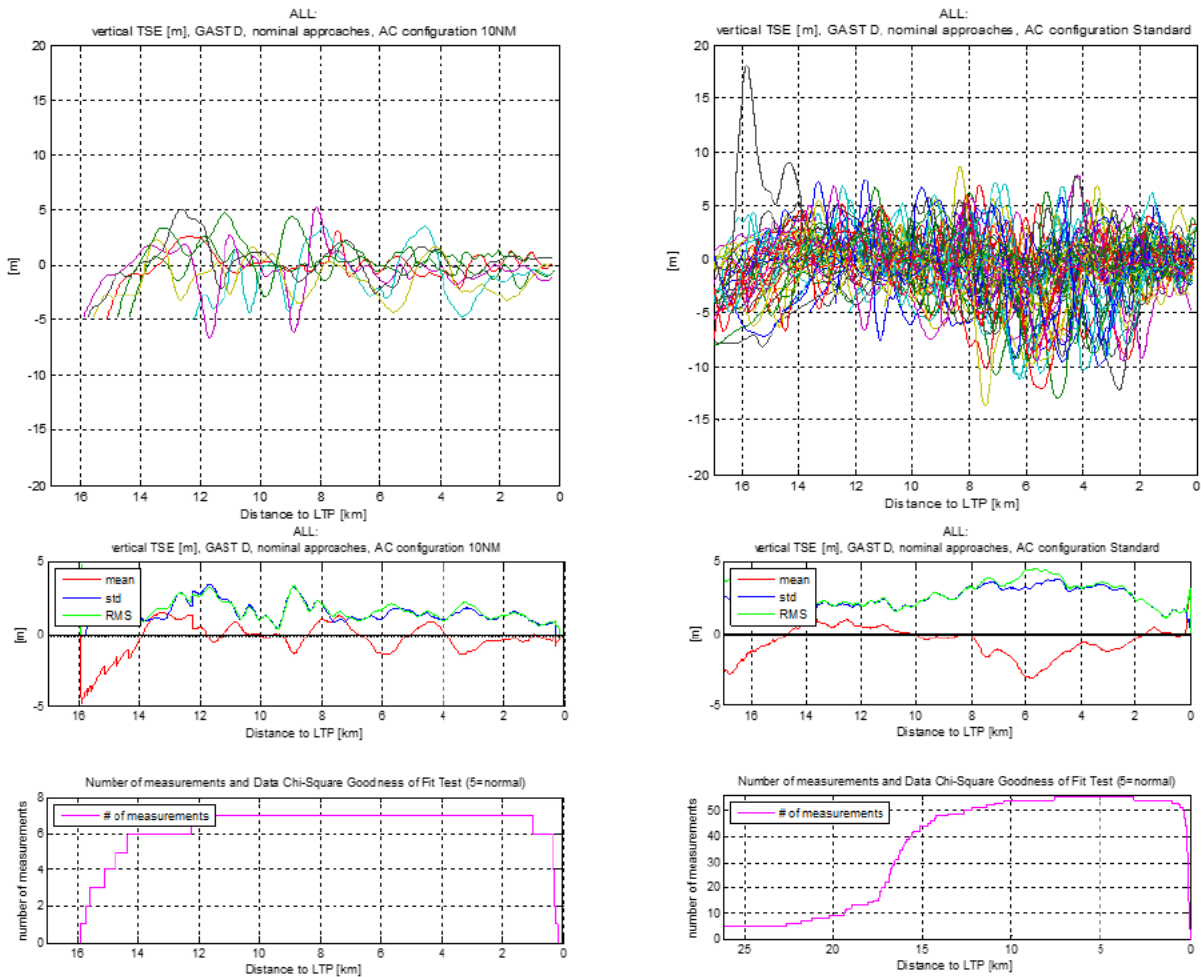 ALL:
vertical TSE [m], GAST D, nominal approaches, AC configuration 10NM
20
15
10
5
0
-5
-10
-15
-20
[m]
16 14 12 10 8 6 4 2 0
Distance to LTP [km]
ALL:
vertical TSE [m], GAST D, nominal approaches, AC configuration Standard
20
15
10
5
0
-5
-10
-15
-20
[m]
16 14 12 10 8 6 4 2 0
Distance to LTP [km]
ALL:
vertical TSE [m], GAST D, nominal approaches, AC configuration 10NM
5
0
-5
[m]
mean
std
RMS
16 14 12 10 8 6 4 2 0
Distance to LTP [km]
ALL:
vertical TSE [m], GAST D, nominal approaches, AC configuration Standard
5
0
-5
[m]
mean
std
RMS
16 14 12 10 8 6 4 2 0
Distance to LTP [km]
Number of measurements and Data Chi-Square Goodness of Fit Test (5=normal)
8
6
4
2
0
number of measurements
# of measurements
16 14 12 10 8 6 4 2 0
Distance to LTP [km]
Number of measurements and Data Chi-Square Goodness of Fit Test (5=normal)
50
40
30
20
10
0
number of measurements
# of measurements
25 20 15 10 5 0
Distance to LTP [km]